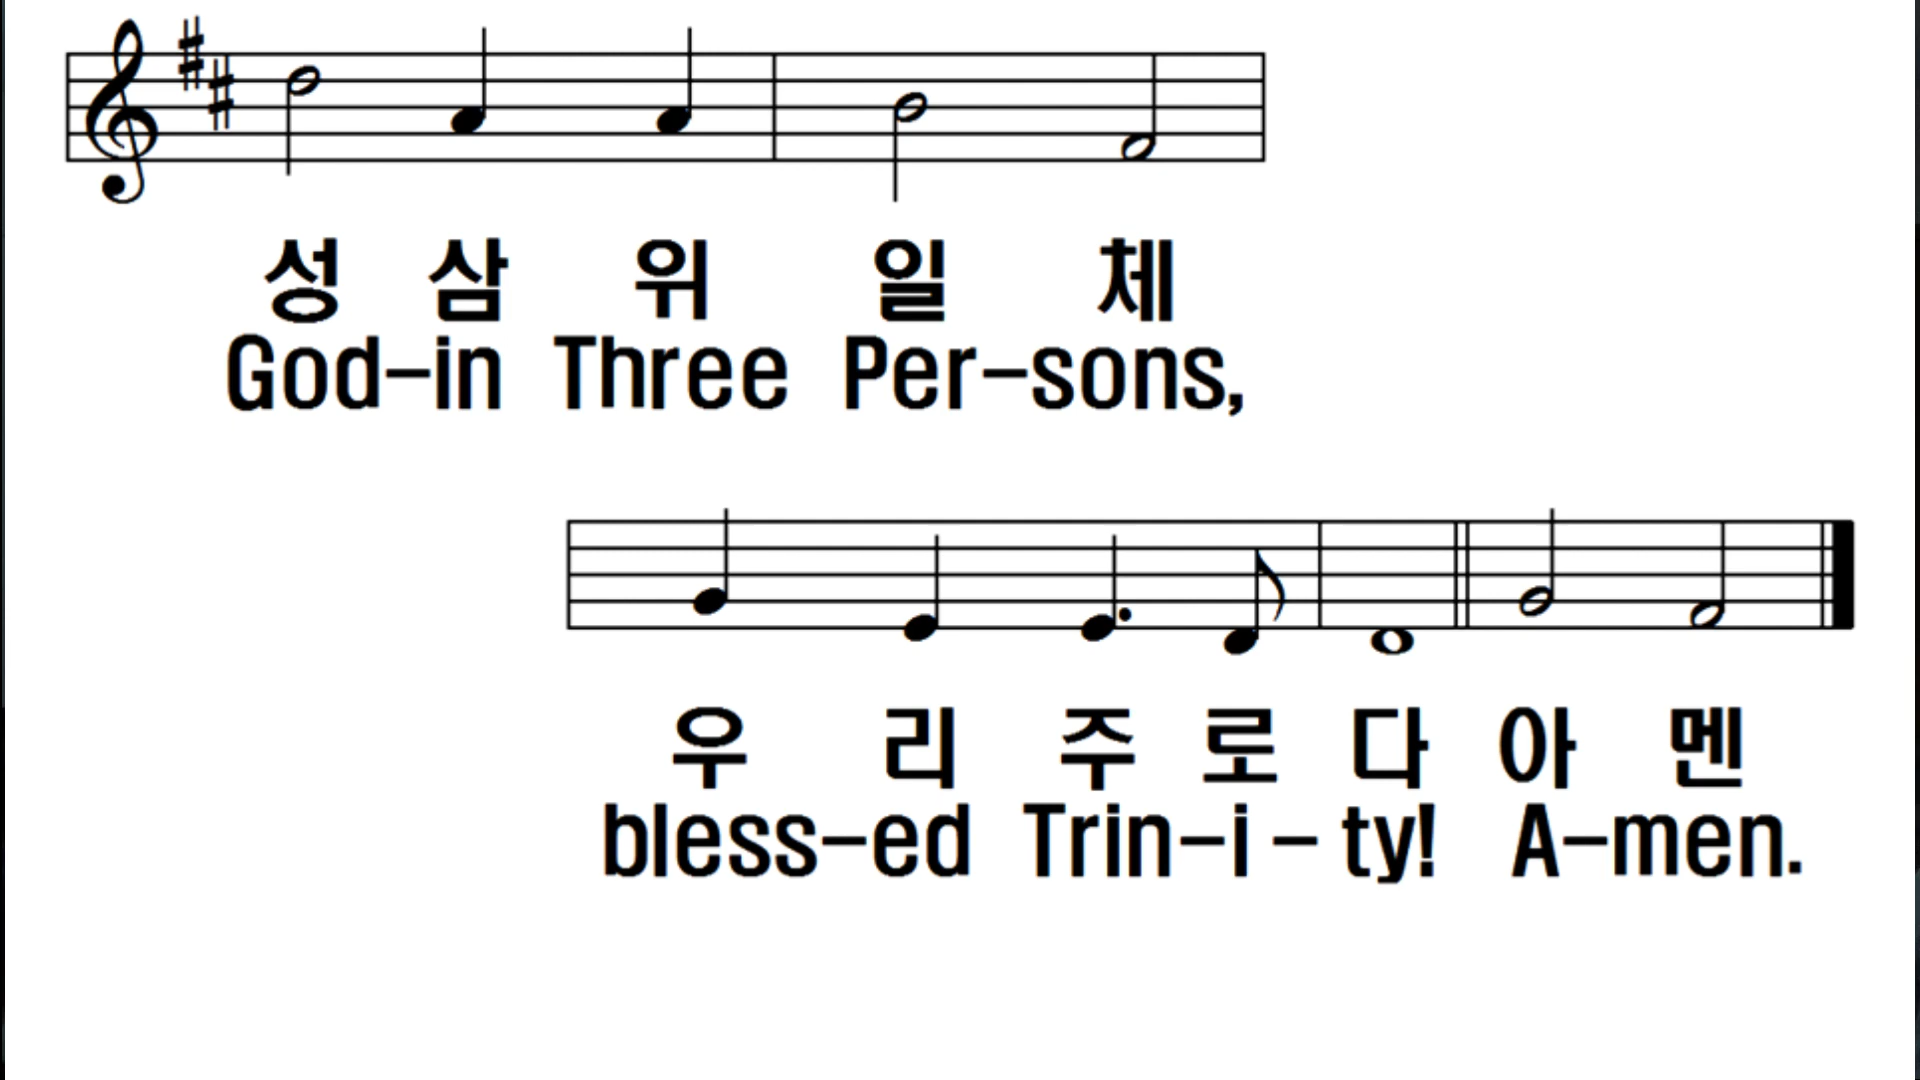 성 삼 위 일 체
God-in Three Per-sons,
우 리 주 로 다 아 멘
bless-ed Trin-i-ty! A-men.